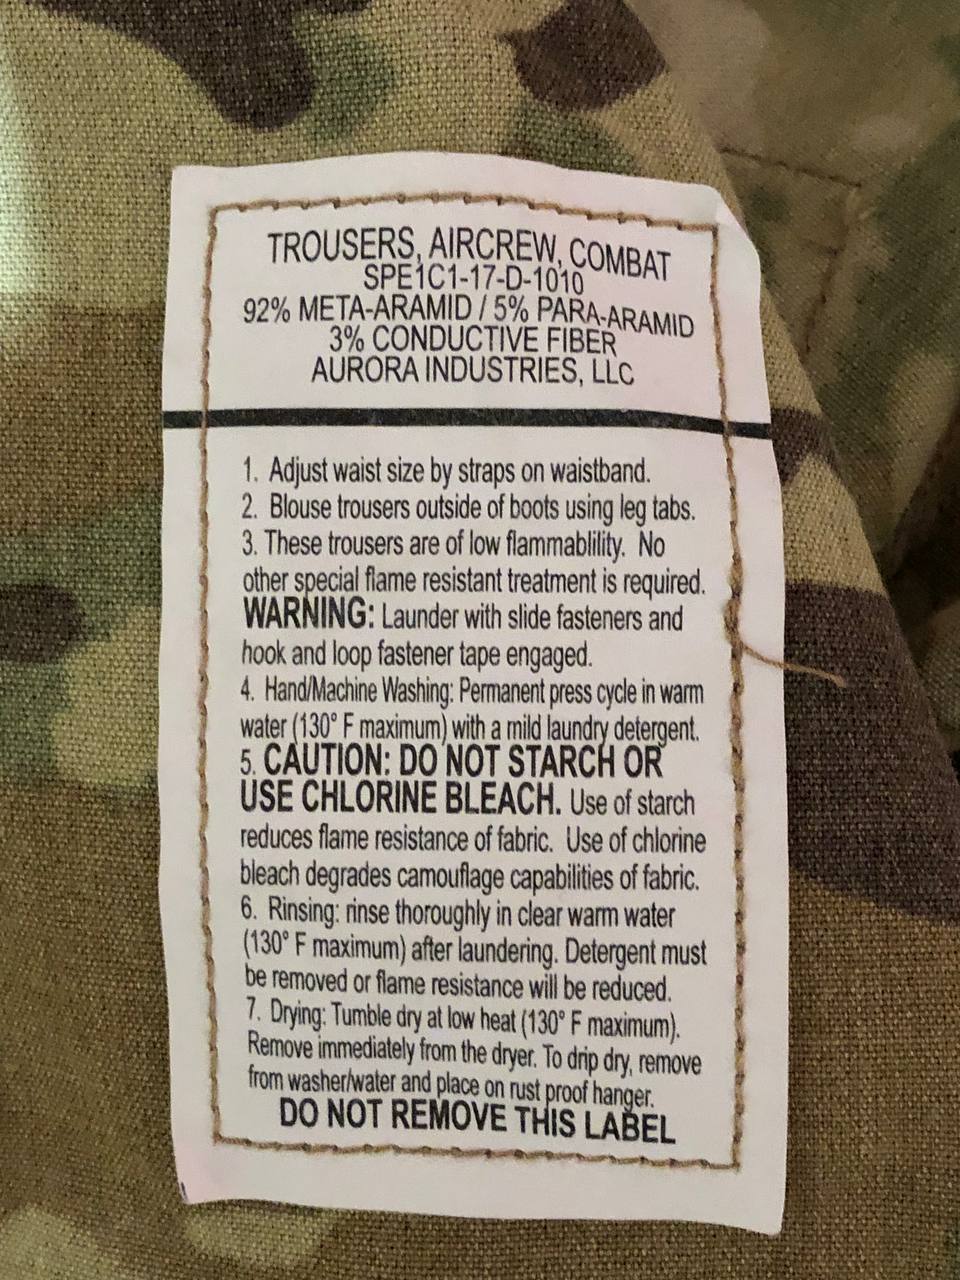 TROUSERS, AIRCREW, COMBAT
SPE1C1-17-D-1010
92% META-ARAMID / 5% PARA-ARAMID
3% CONDUCTIVE FIBER
AURORA INDUSTRIES, LLC
1. Adjust waist size by straps on waistband.
2. Blouse trousers outside of boots using leg tabs.
3. These trousers are of low flammablility. No
other special flame resistant treatment is required.
WARNING: Launder with slide fasteners and
hook and loop fastener tape engaged.
4. Hand/Machine Washing: Permanent press cycle in warm
water (130° F maximum) with a mild laundry detergent.
5. CAUTION: DO NOT STARCH OR
USE CHLORINE BLEACH. Use of starch
reduces flame resistance of fabric. Use of chlorine
bleach degrades camouflage capabilities of fabric.
6. Rinsing: rinse thoroughly in clear warm water
(130° F maximum) after laundering. Detergent must
be removed or flame resistance will be reduced.
7. Drying: Tumble dry at low heat (130° F maximum).
Remove immediately from the dryer. To drip dry, remove
from washer/water and place on rust proof hanger.
DO NOT REMOVE THIS LABEL